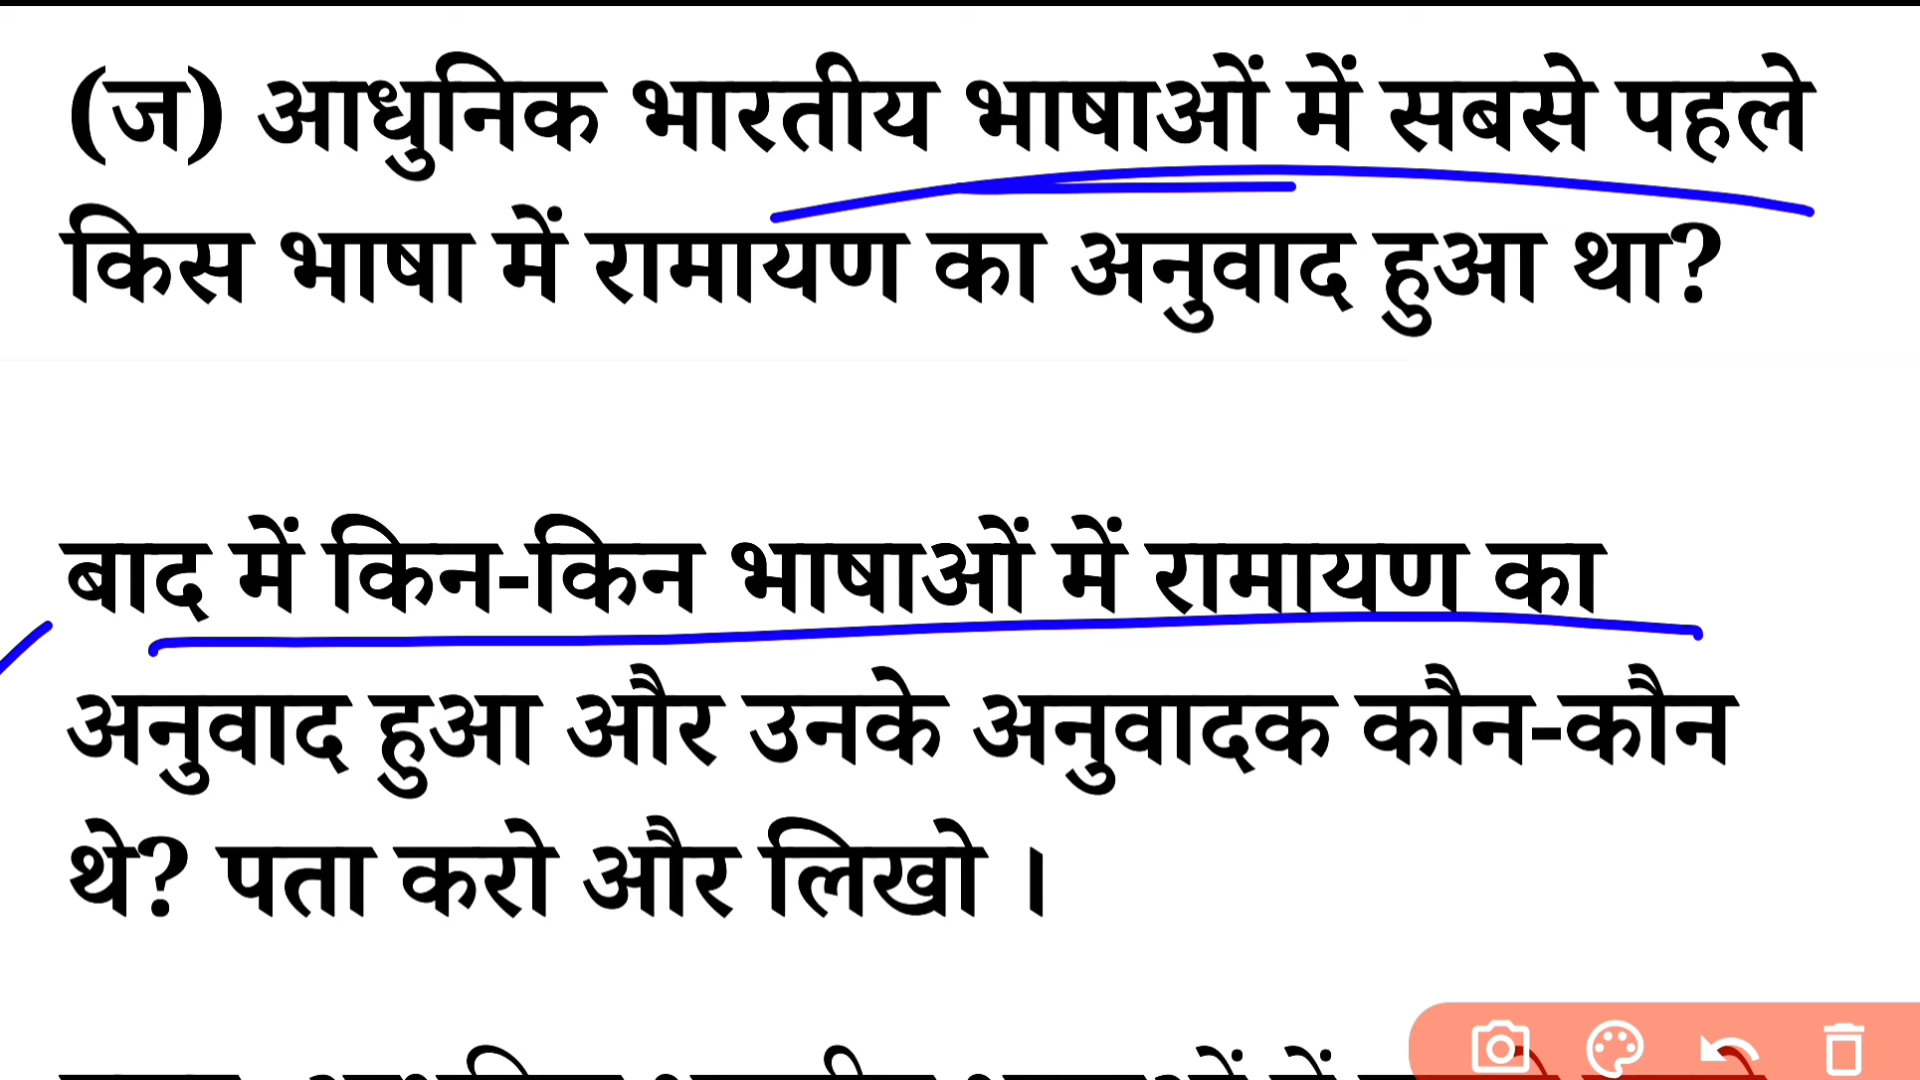 (ज) आधुनिक भारतीय भाषाओं में सबसे पहले
किस भाषा में रामायण का अनुवाद हुआ था?
बाद में किन-किन भाषाओं में रामायण का
अनुवाद हुआ और उनके अनुवादक कौन-कौन
थे? पता करो और लिखो ।